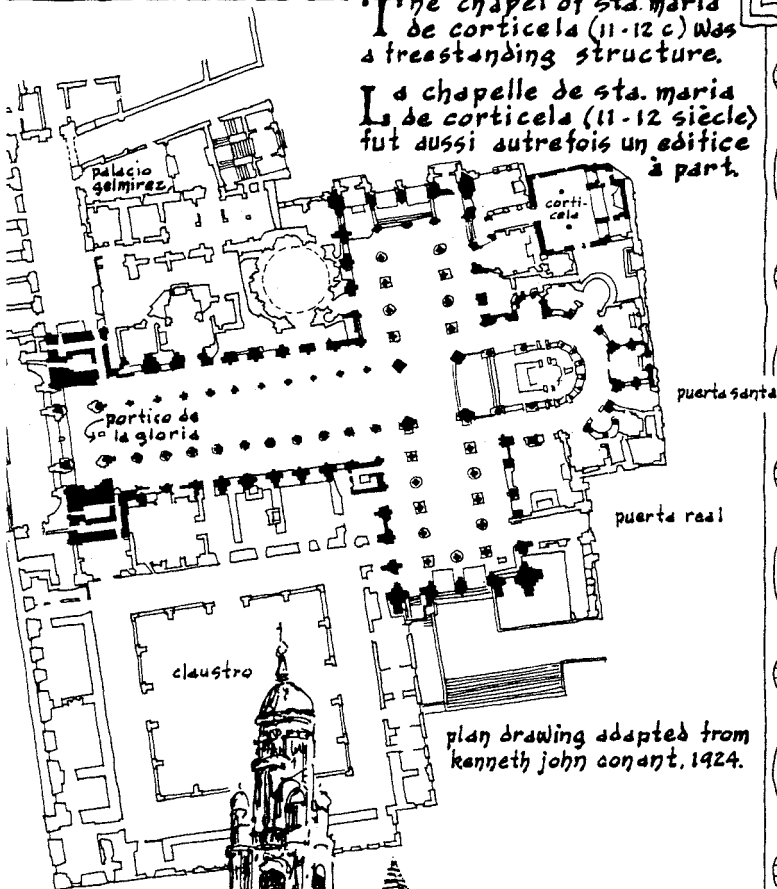 The chapel of sta. maria
de corticela (11-12 c) was
a freestanding structure.
La chapelle de sta. maria
de corticela (11-12 siècle)
fut aussi autrefois un edifice
à part.
palacio
gelmirez
corti-
cela
puerta santa
portico de
la gloria
puerta real
claustro
plan drawing adapted from
kenneth john conant, 1924.